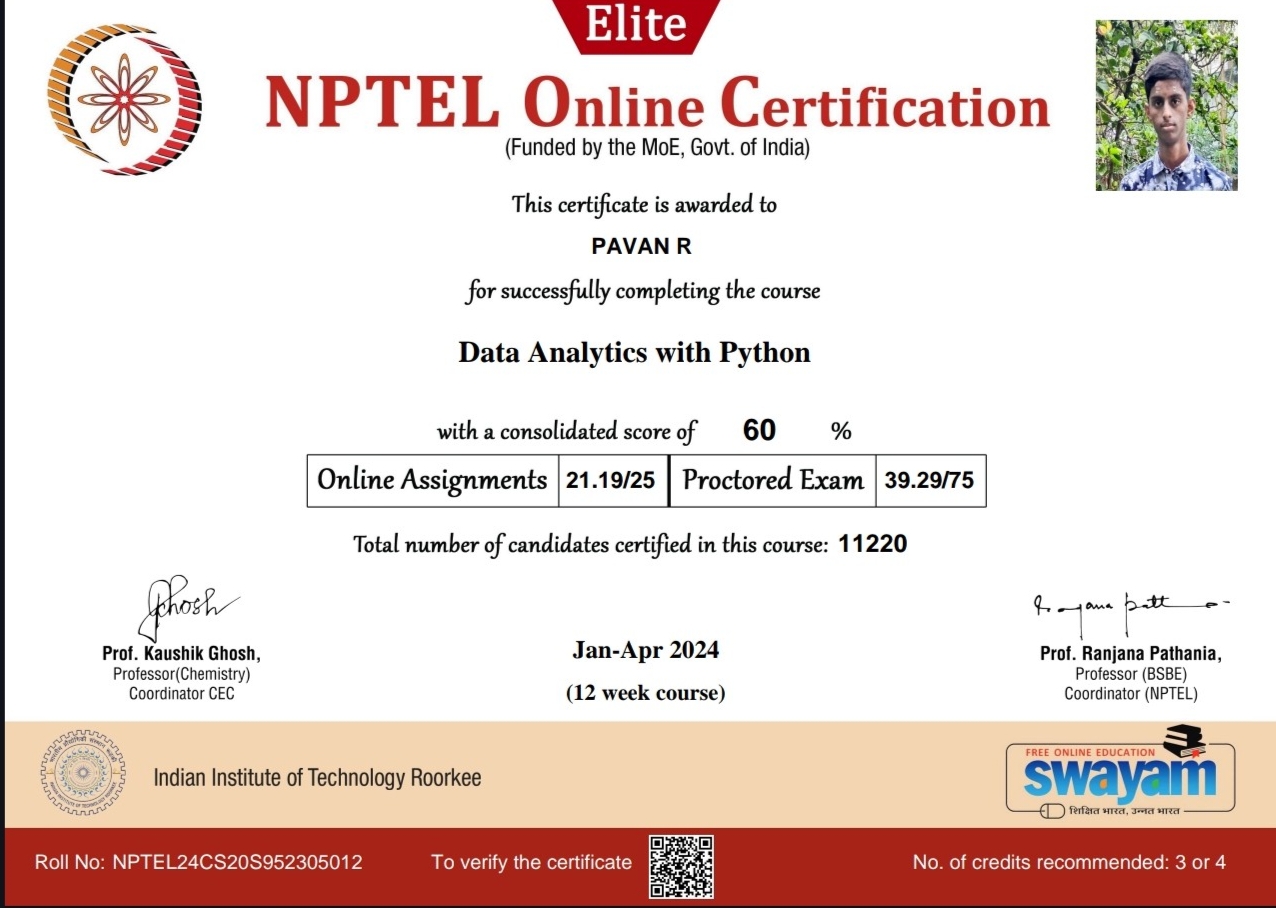 Elite
NPTEL Online Certification
(Funded by the MoE, Govt. of India)
This certificate is awarded to
PAVAN R
for successfully completing the course
Data Analytics with Python
with a consolidated score of 60 %
Online Assignments 21.19/25 Proctored Exam 39.29/75
Total number of candidates certified in this course: 11220
Prof. Kaushik Ghosh,
Professor(Chemistry)
Coordinator CEC
Jan-Apr 2024
(12 week course)
Prof. Ranjana Pathania,
Professor (BSBE)
Coordinator (NPTEL)
Indian Institute of Technology Roorkee
FREE ONLINE EDUCATION
swayam
शिक्षित भारत, उन्नत भारत
Roll No: NPTEL24CS20S952305012
To verify the certificate
No. of credits recommended: 3 or 4